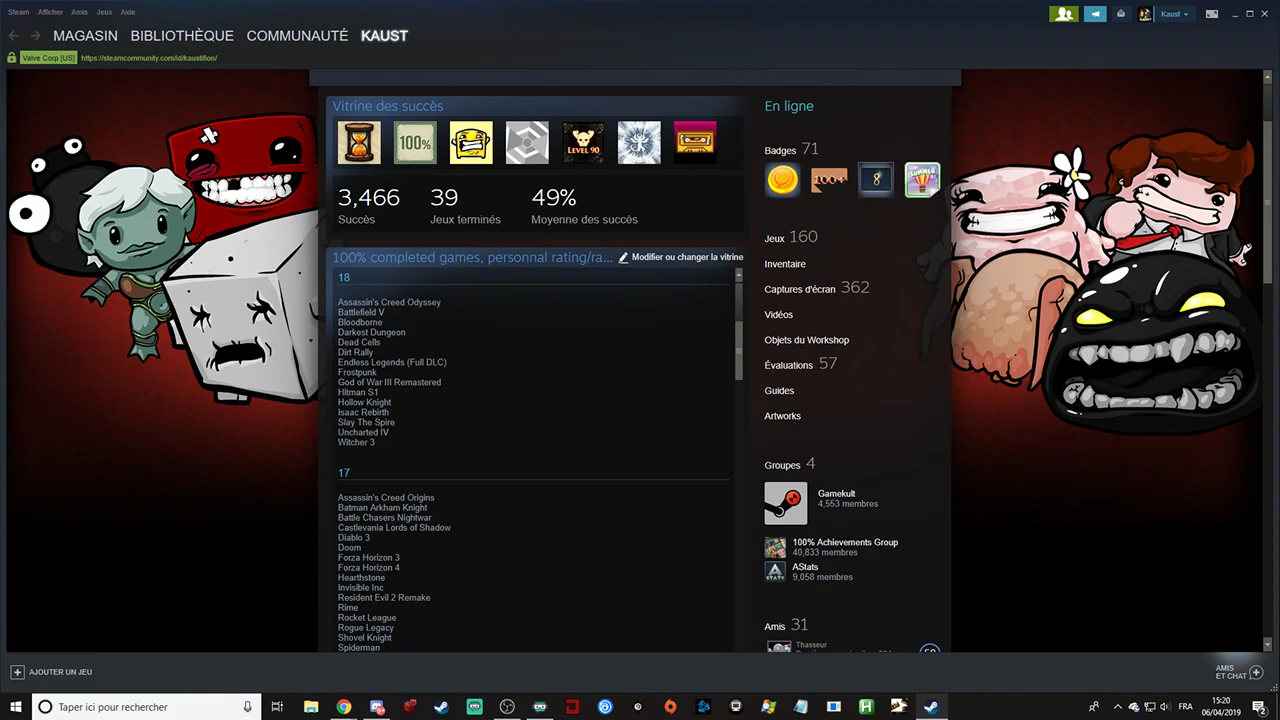 Steam Afficher Amis Jeux Aide
Kaust
MAGASIN BIBLIOTHÈQUE COMMUNAUTÉ KAUST
Valve Corp [US] https://steamcommunity.com/id/kaustifion/
Vitrine des succès
100%
LEVEL 90
3,466
Succès
39
Jeux terminés
49%
Moyenne des succès
100% completed games, personnal rating/ra...
Modifier ou changer la vitrine
18
Assassin's Creed Odyssey
Battlefield V
Bloodborne
Darkest Dungeon
Dead Cells
Dirt Rally
Endless Legends (Full DLC)
Frostpunk
God of War III Remastered
Hitman S1
Hollow Knight
Isaac Rebirth
Slay The Spire
Uncharted IV
Witcher 3
17
Assassin's Creed Origins
Batman Arkham Knight
Battle Chasers Nightwar
Castlevania Lords of Shadow
Diablo 3
Doom
Forza Horizon 3
Forza Horizon 4
Hearthstone
Invisible Inc
Resident Evil 2 Remake
Rime
Rocket League
Rogue Legacy
Shovel Knight
Spiderman
En ligne
Badges 71
100+
8
SUMMER
Jeux 160
Inventaire
Captures d'écran 362
Vidéos
Objets du Workshop
Évaluations 57
Guides
Artworks
Groupes 4
Gamekult
4,553 membres
100% Achievements Group
40,833 membres
ASTATS
AStats
9,058 membres
Amis 31
Thasseur
AJOUTER UN JEU
AMIS
ET CHAT
Taper ici pour rechercher
FRA
15:20
06/04/2019
2